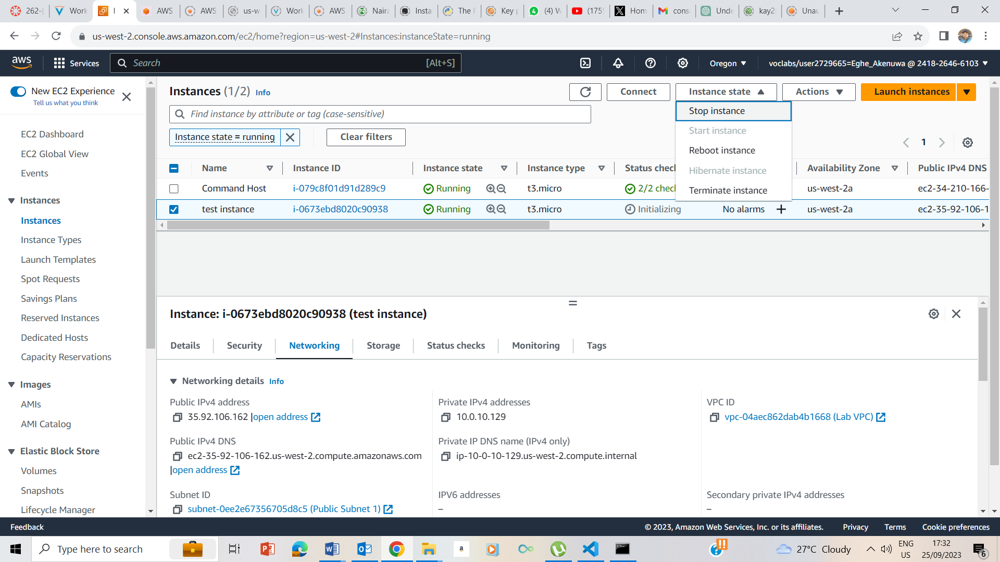 262-[
Work
I
AWS
AWS
us-w
Work
AWS
Naira
Insta
The P
Key p
(4) W
(175
Hom
cons
Unde
kay2
Unau
us-west-2.console.aws.amazon.com/ec2/home?region=us-west-2#Instances:instanceState=running
aws
Services
Search
[Alt+S]
Oregon
voclabs/user2729665=Eghe_Akenuwa @ 2418-2646-6103
New EC2 Experience
Tell us what you think
EC2 Dashboard
EC2 Global View
Events
Instances
Instances
Instance Types
Launch Templates
Spot Requests
Savings Plans
Reserved Instances
Dedicated Hosts
Capacity Reservations
Images
AMIs
AMI Catalog
Elastic Block Store
Volumes
Snapshots
Lifecycle Manager
Instances (1/2) Info
Connect
Instance state
Actions
Launch instances
Find instance by attribute or tag (case-sensitive)
Instance state = running
Clear filters
Stop instance
Start instance
Reboot instance
Hibernate instance
Terminate instance
1
Name Instance ID Instance state Instance type Status check Availability Zone Public IPv4 DNS
Command Host i-079c8f01d91d289c9 Running t3.micro 2/2 chec us-west-2a ec2-34-210-166-
test instance i-0673ebd8020c90938 Running t3.micro Initializing No alarms us-west-2a ec2-35-92-106-1
Instance: i-0673ebd8020c90938 (test instance)
Details Security Networking Storage Status checks Monitoring Tags
Networking details Info
Public IPv4 address
35.92.106.162 |open address
Private IPv4 addresses
10.0.10.129
VPC ID
vpc-04aec862dab4b1668 (Lab VPC)
Public IPv4 DNS
ec2-35-92-106-162.us-west-2.compute.amazonaws.com
|open address
Private IP DNS name (IPv4 only)
ip-10-0-10-129.us-west-2.compute.internal
Subnet ID
subnet-0ee2e67356705d8c5 (Public Subnet 1)
IPV6 addresses
–
Secondary private IPv4 addresses
–
Feedback
© 2023, Amazon Web Services, Inc. or its affiliates.
Privacy
Terms
Cookie preferences
Type here to search
a
27°C Cloudy
ENG
US
17:32
25/09/2023
6